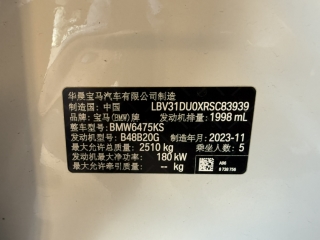 华晨宝马汽车有限公司制造
制造国：中国 LBV31DU0XRSC83939
品牌：宝马(BMW)牌 发动机排量：1998 mL
整车型号：BMW6475KS
发动机型号：B48B20G 制造年月：2023-11
最大允许总质量：2510 kg 乘坐人数：5
发动机最大净功率：180 kW
最大允许牵引质量：-- kg